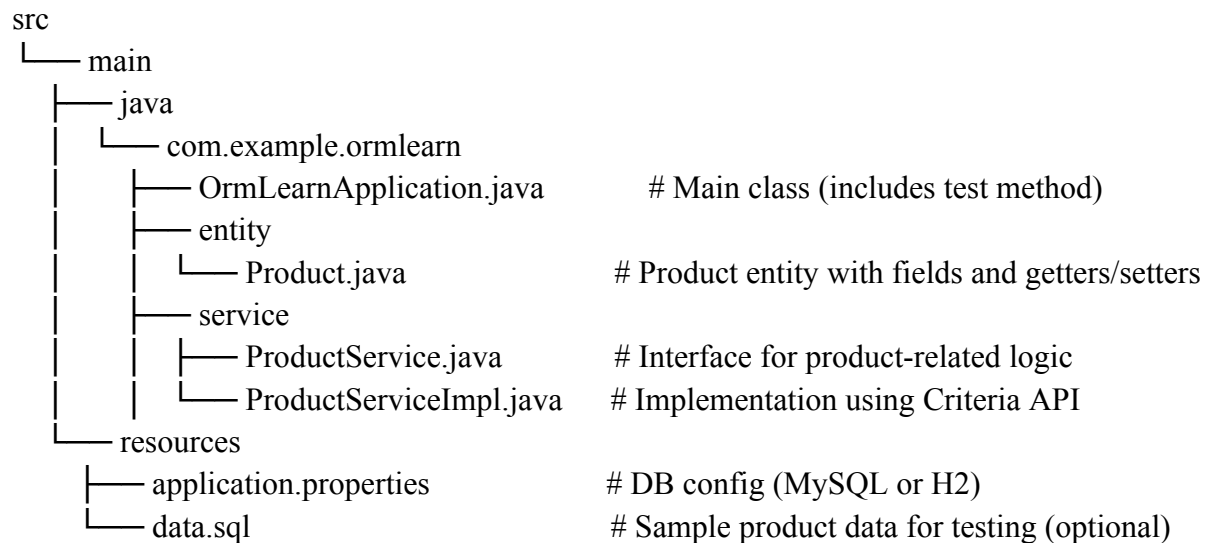 src
└── main
├── java
│ └── com.example.ormlearn
│ ├── OrmLearnApplication.java # Main class (includes test method)
│ ├── entity
│ │ └── Product.java # Product entity with fields and getters/setters
│ ├── service
│ │ ├── ProductService.java # Interface for product-related logic
│ │ └── ProductServiceImpl.java # Implementation using Criteria API
└── resources
├── application.properties # DB config (MySQL or H2)
└── data.sql # Sample product data for testing (optional)